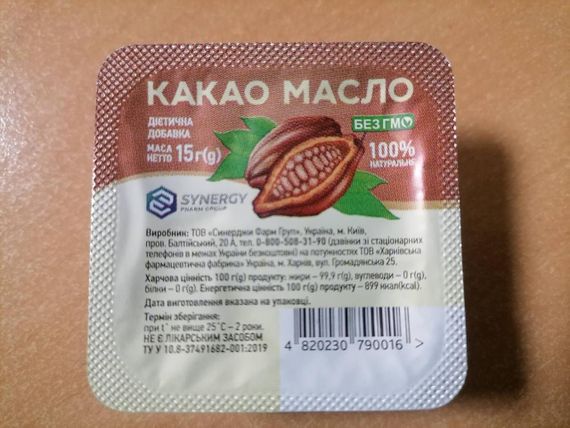 КАКАО МАСЛО
ДІЄТИЧНА
ДОБАВКА
БЕЗ ГМО
МАСА
НЕТТО 15 г(g)
100%
НАТУРАЛЬНЕ
SYNERGY
PHARM GROUP
Виробник: ТОВ «Синерджи Фарм Груп», Україна, м. Київ,
пров. Балтійський, 20 А, тел. 0-800-508-31-90 (дзвінки зі стаціонарних
телефонів в межах України безкоштовні) на потужностях ТОВ «Харківська
фармацевтична фабрика» Україна, м. Харків, вул. Громадянська 25.
Харчова цінність 100 г(g) продукту: жири – 99,9 г(g), вуглеводи – 0 г(g),
білки – 0 г(g). Енергетична цінність 100 г(g) продукту – 899 ккал(kcal).
Дата виготовлення вказана на упаковці.
Термін зберігання:
при t° не вище 25°С – 2 роки.
НЕ Є ЛІКАРСЬКИМ ЗАСОБОМ
ТУ У 10.8-37491682-001:2019
4 820230 790016 >